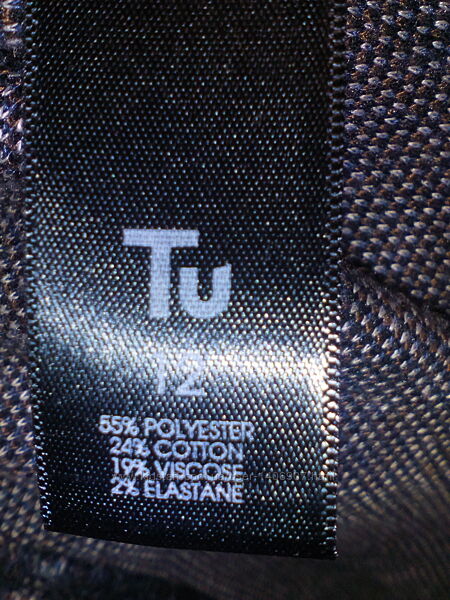 Tu
12
55% POLYESTER
24% COTTON
19% VISCOSE
2% ELASTANE